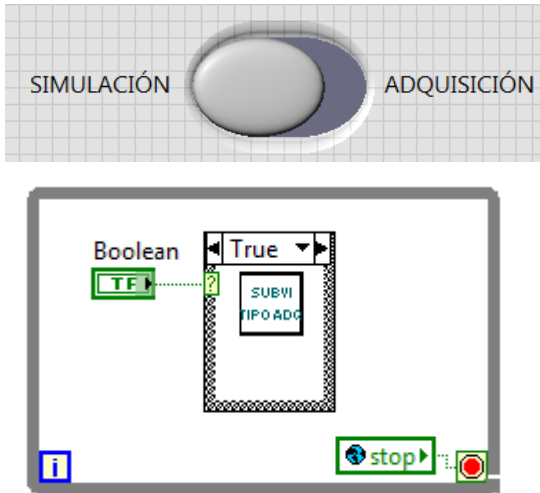 SIMULACIÓN
ADQUISICIÓN
Boolean
True
TF
?
SUBVI
TIPO ADQ
i
stop